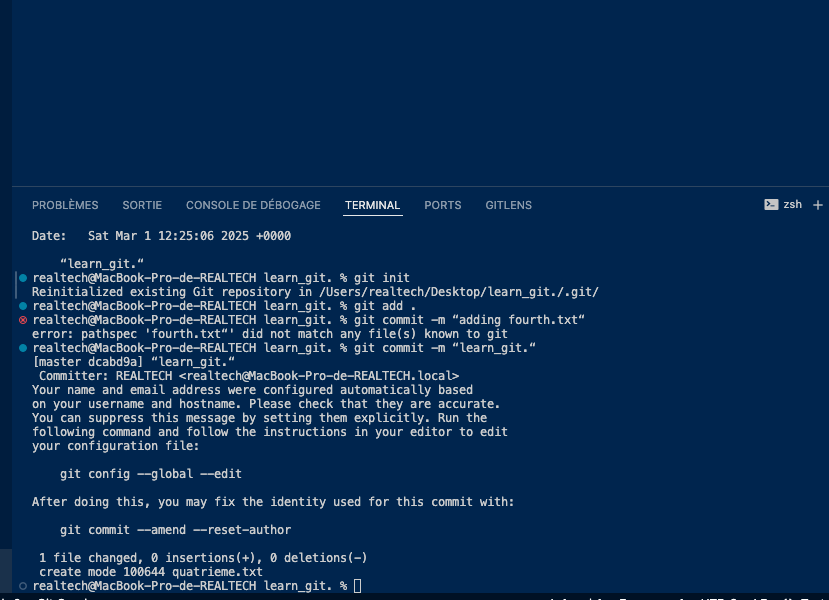 PROBLÈMES SORTIE CONSOLE DE DÉBOGAGE TERMINAL PORTS GITLENS zsh +
Date:   Sat Mar 1 12:25:06 2025 +0000
“learn_git.“
realtech@MacBook-Pro-de-REALTECH learn_git. % git init
Reinitialized existing Git repository in /Users/realtech/Desktop/learn_git./.git/
realtech@MacBook-Pro-de-REALTECH learn_git. % git add .
realtech@MacBook-Pro-de-REALTECH learn_git. % git commit -m “adding fourth.txt“
error: pathspec 'fourth.txt“' did not match any file(s) known to git
realtech@MacBook-Pro-de-REALTECH learn_git. % git commit -m “learn_git.“
[master dcabd9a] “learn_git.“
Committer: REALTECH <realtech@MacBook-Pro-de-REALTECH.local>
Your name and email address were configured automatically based
on your username and hostname. Please check that they are accurate.
You can suppress this message by setting them explicitly. Run the
following command and follow the instructions in your editor to edit
your configuration file:
git config --global --edit
After doing this, you may fix the identity used for this commit with:
git commit --amend --reset-author
1 file changed, 0 insertions(+), 0 deletions(-)
create mode 100644 quatrieme.txt
realtech@MacBook-Pro-de-REALTECH learn_git. %